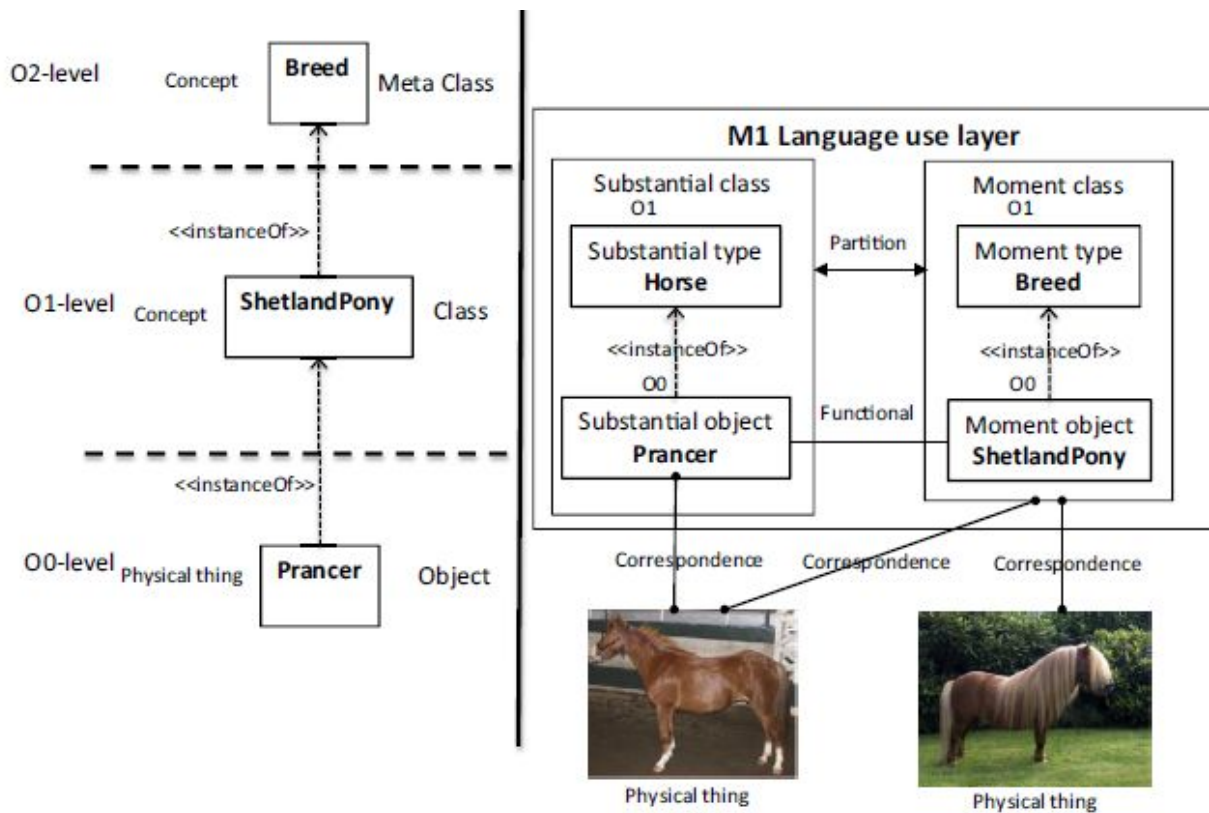 O2-level
Concept
Breed
Meta Class
<<instanceOf>>
O1-level
Concept
ShetlandPony
Class
<<instanceOf>>
O0-level
Physical thing
Prancer
Object
M1 Language use layer
Substantial class
O1
Substantial type
Horse
<<instanceOf>>
O0
Substantial object
Prancer
Partition
Functional
Moment class
O1
Moment type
Breed
<<instanceOf>>
O0
Moment object
ShetlandPony
Correspondence
Correspondence
Correspondence
Physical thing
Physical thing